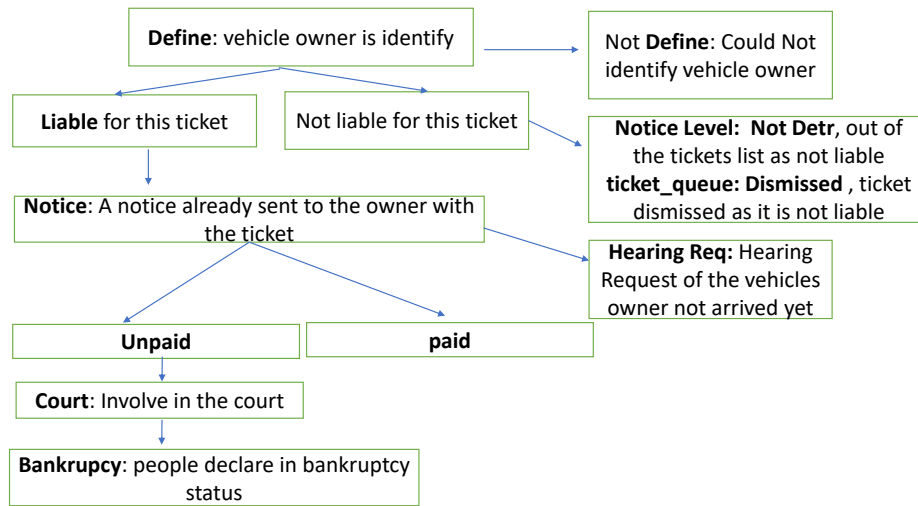 Define: vehicle owner is identify
Not Define: Could Not
identify vehicle owner
Liable for this ticket
Not liable for this ticket
Notice Level: Not Detr, out of
the tickets list as not liable
ticket_queue: Dismissed , ticket
dismissed as it is not liable
Notice: A notice already sent to the owner with
the ticket
Hearing Req: Hearing
Request of the vehicles
owner not arrived yet
Unpaid
paid
Court: Involve in the court
Bankrupcy: people declare in bankruptcy
status